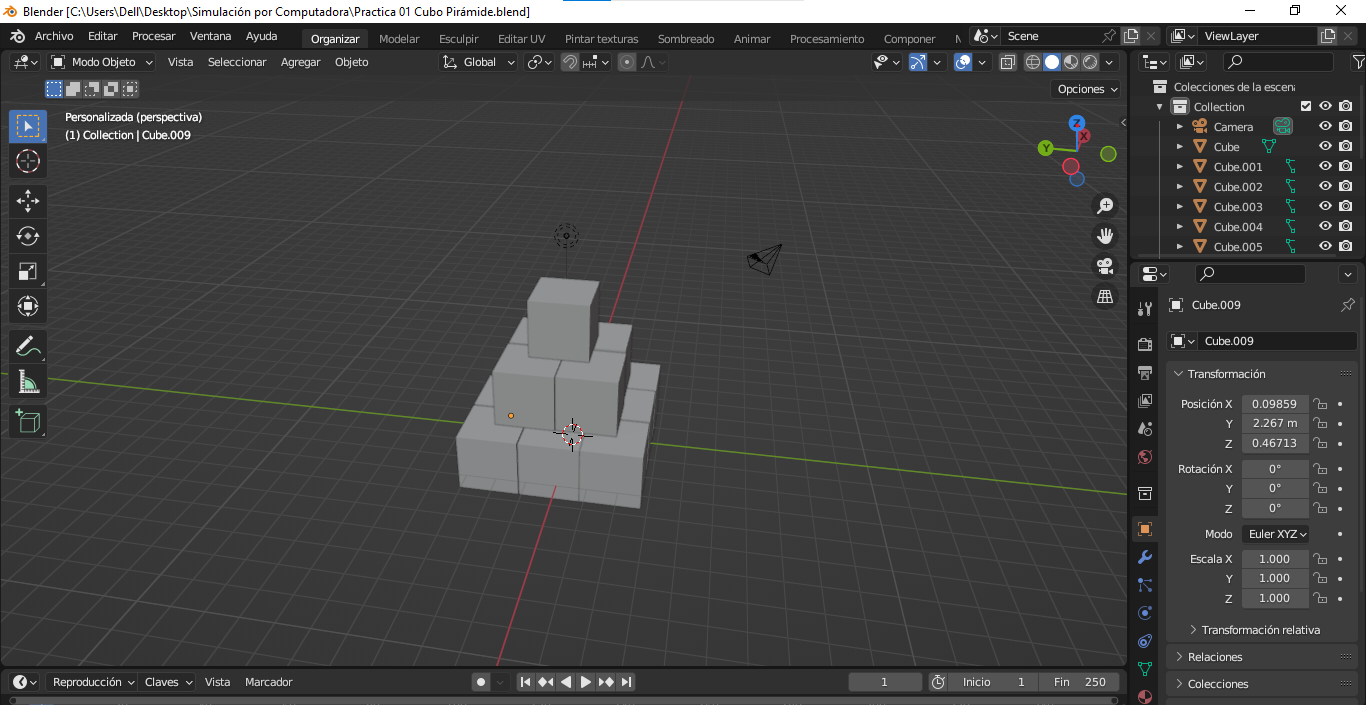 Blender [C:\Users\Dell\Desktop\Simulación por Computadora\Practica 01 Cubo Pirámide.blend]
Archivo Editar Procesar Ventana Ayuda Organizar Modelar Esculpir Editar UV Pintar texturas Sombreado Animar Procesamiento Componer Scene ViewLayer
Modo Objeto Vista Seleccionar Agregar Objeto Global
Opciones
Personalizada (perspectiva)
(1) Collection | Cube.009
Z
X
Y
Colecciones de la escena
Collection
Camera
Cube
Cube.001
Cube.002
Cube.003
Cube.004
Cube.005
Cube.009
Cube.009
Transformación
Posición X 0.09859
Y 2.267 m
Z 0.46713
Rotación X 0°
Y 0°
Z 0°
Modo Euler XYZ
Escala X 1.000
Y 1.000
Z 1.000
Transformación relativa
Relaciones
Colecciones
Reproducción Claves Vista Marcador 1 Inicio 1 Fin 250